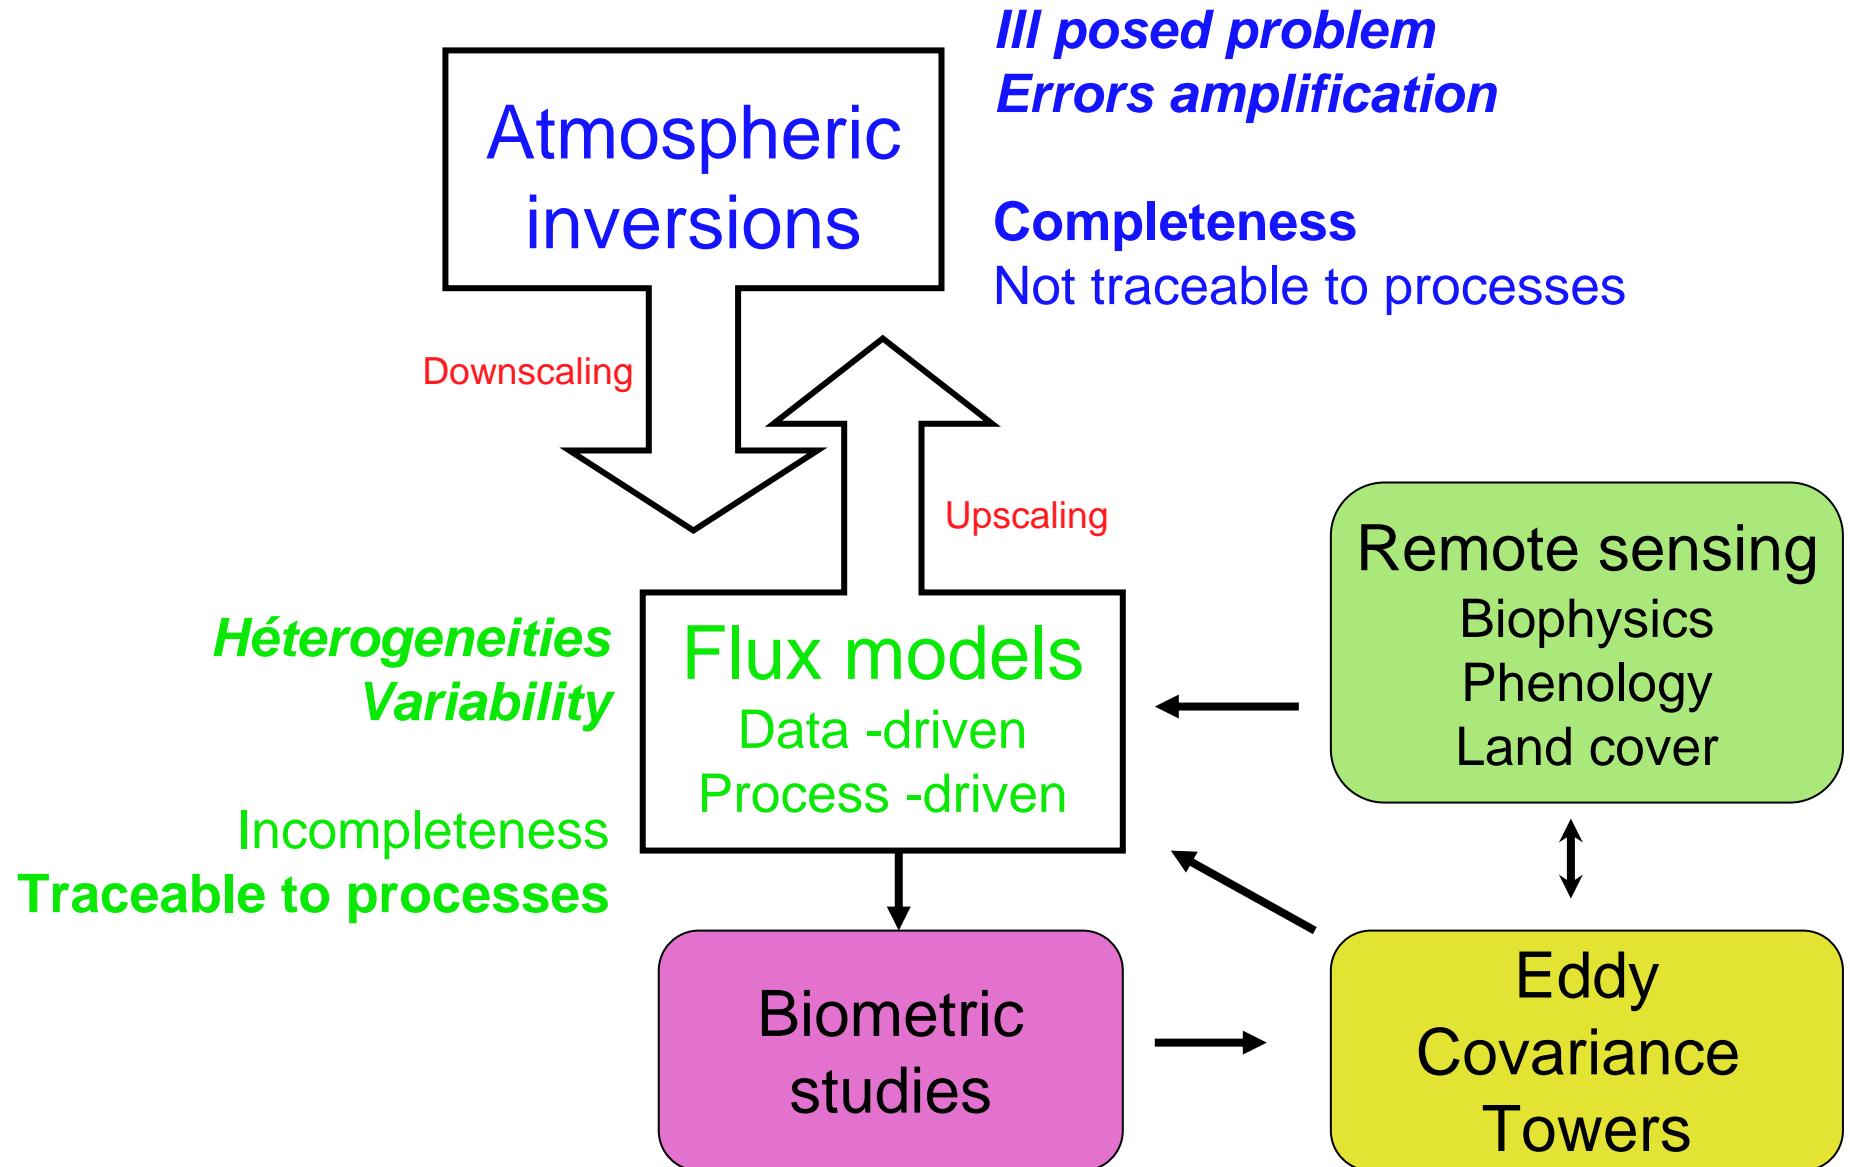 Ill posed problem
Errors amplification
Atmospheric
inversions
Completeness
Not traceable to processes
Downscaling
Upscaling
Héterogeneities
Variability
Incompleteness
Traceable to processes
Flux models
Data -driven
Process -driven
Remote sensing
Biophysics
Phenology
Land cover
Biometric
studies
Eddy
Covariance
Towers